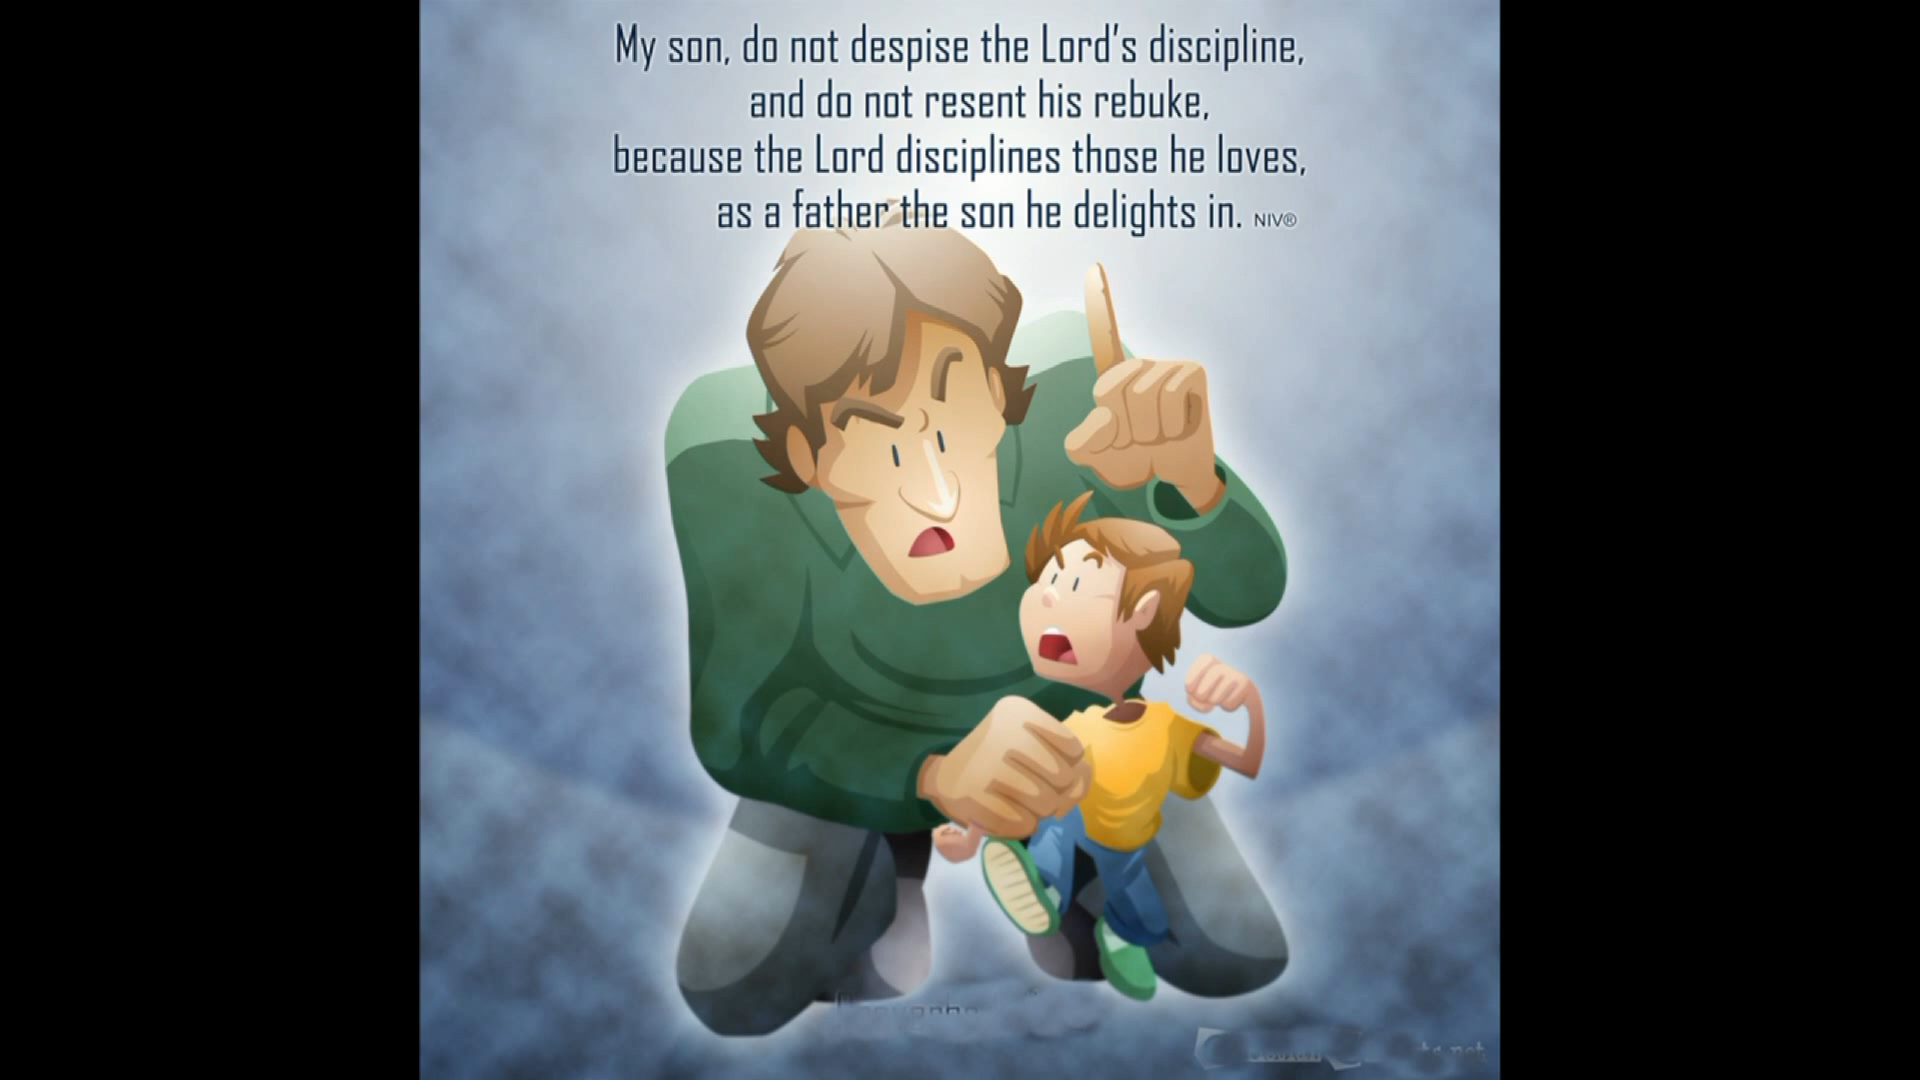 My son, do not despise the Lord's discipline,
and do not resent his rebuke,
because the Lord disciplines those he loves,
as a father the son he delights in. NIV®